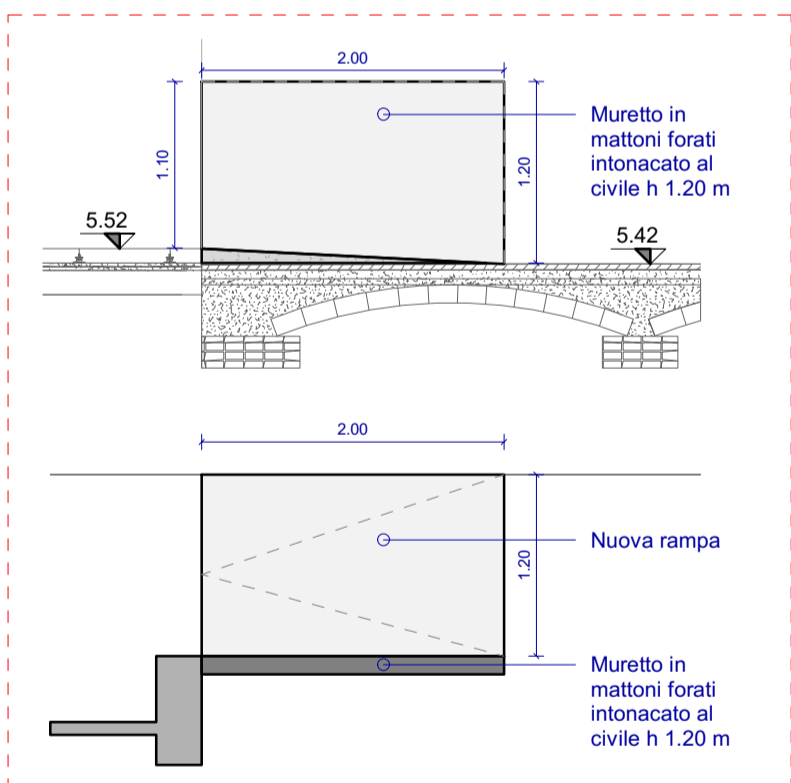 2.00
1.10
1.20
Muretto in
mattoni forati
intonacato al
civile h 1.20 m
5.52
5.42
2.00
1.20
Nuova rampa
Muretto in
mattoni forati
intonacato al
civile h 1.20 m